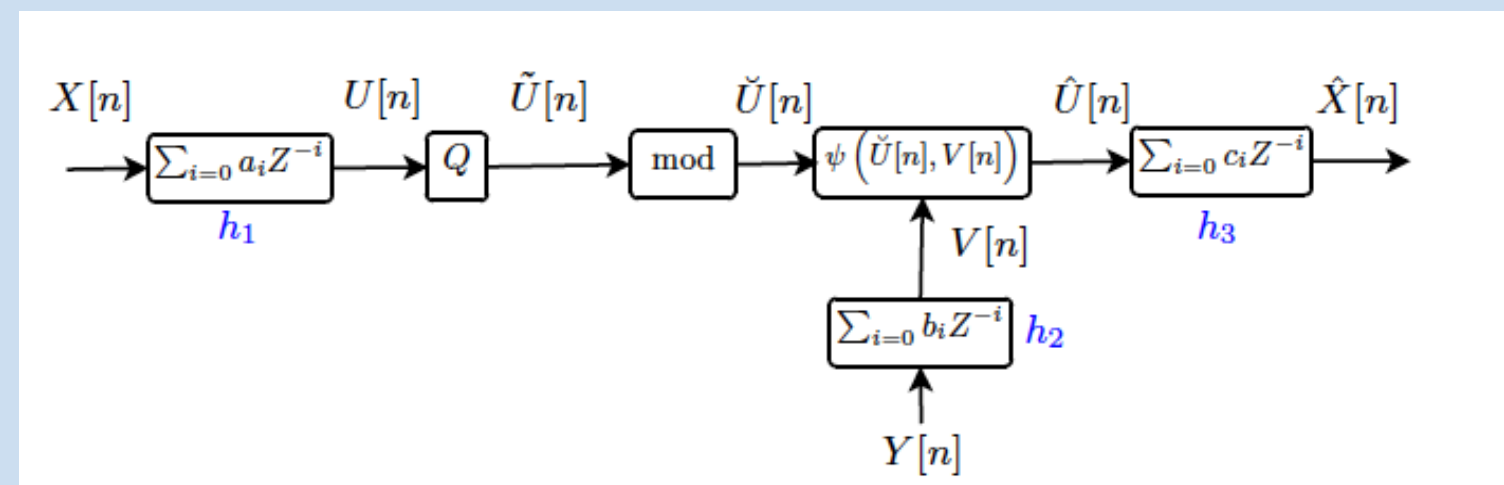 X[n] U[n] Ũ[n] Ŭ[n] Û[n] X̂[n]
∑_{i=0} a_i Z^{-i} Q mod ψ(Ŭ[n], V[n]) ∑_{i=0} c_i Z^{-i}
h_1 h_3
V[n]
∑_{i=0} b_i Z^{-i} h_2
Y[n]